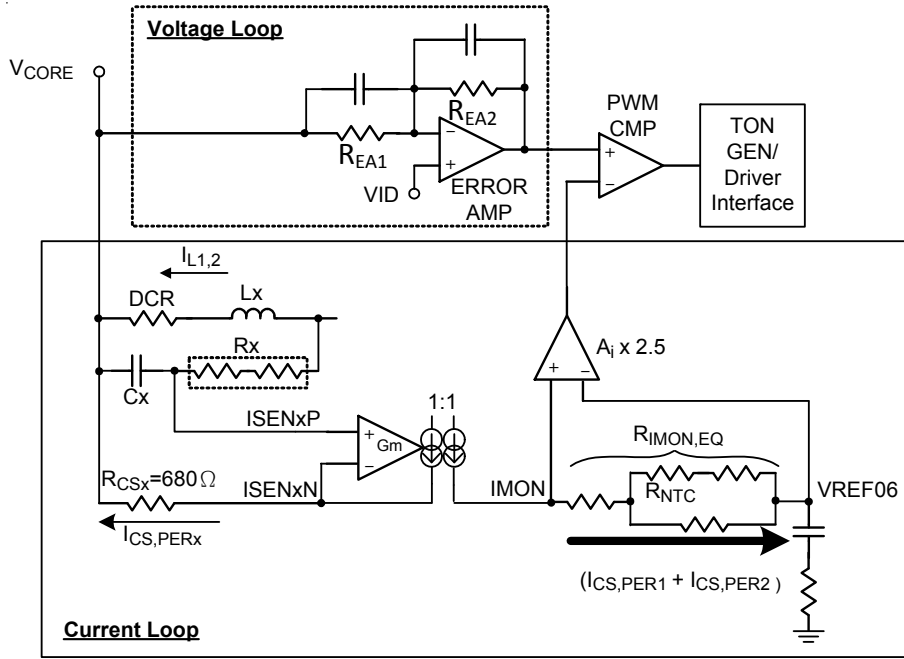 Voltage Loop
VCORE
REA2
REA1
VID
ERROR
AMP
PWM
CMP
TON
GEN/
Driver
Interface
+
−
IL1,2
DCR
Lx
Rx
Cx
Ai x 2.5
1:1
ISENxP
Gm
RCSx=680Ω
ISENxN
ICS,PERx
IMON
RIMON,EQ
RNTC
VREF06
(ICS,PER1 + ICS,PER2 )
Current Loop